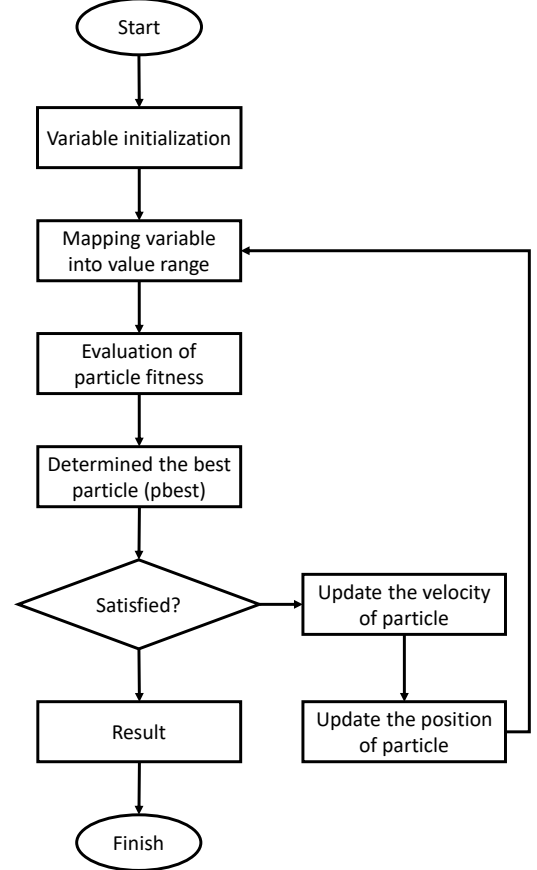 Start
Variable initialization
Mapping variable
into value range
Evaluation of
particle fitness
Determined the best
particle (pbest)
Satisfied?
Update the velocity
of particle
Result
Update the position
of particle
Finish